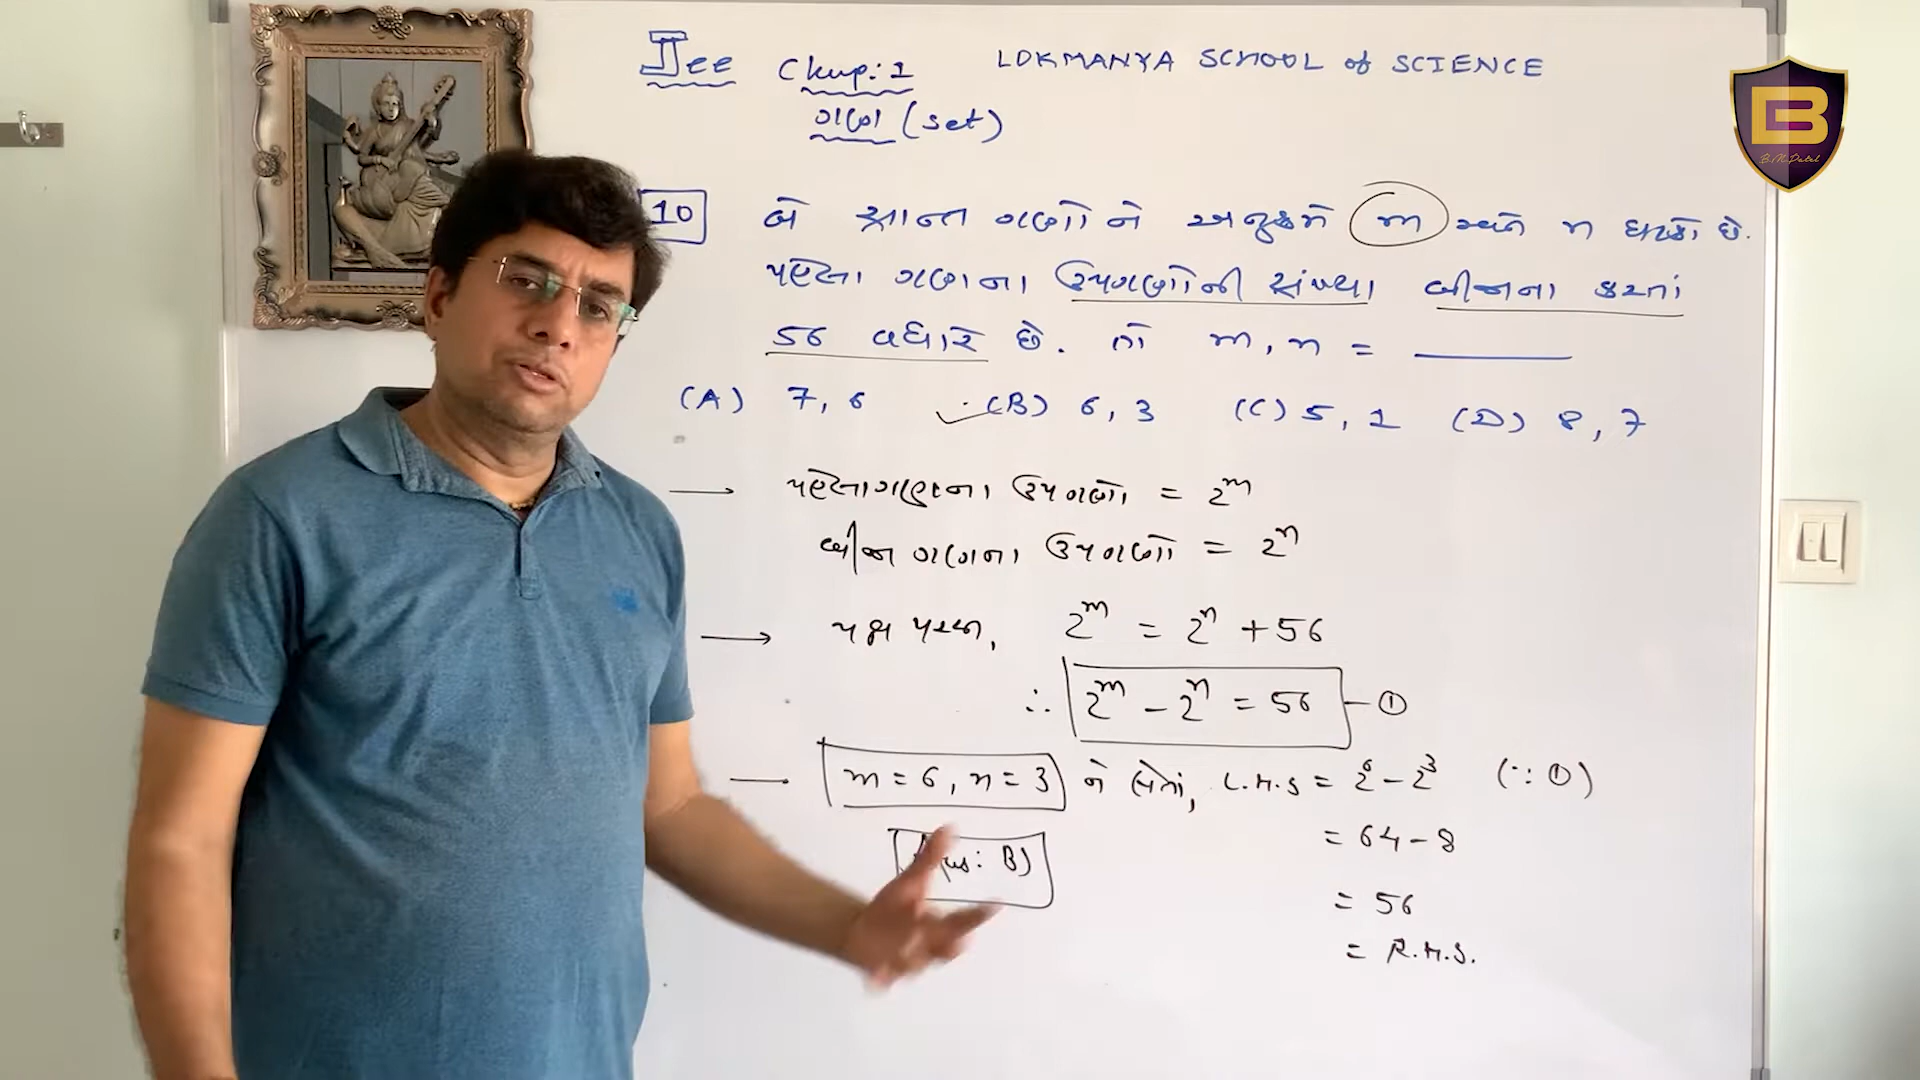 Jee Chap:1 LOKMANYA SCHOOL of SCIENCE
ગણ (set)
B
B.M.Patel
10 બે સાન્ત ગણોને અનુક્રમે m અને n ઘટકો છે.
પહેલા ગણના ઉપગણોની સંખ્યા બીજાના કરતાં
56 વધારે છે. તો m, n = ______
(A) 7, 6 (B) 6, 3 (C) 5, 1 (D) 8, 7
→ પહેલાગણના ઉપગણો = 2^m
બીજા ગણના ઉપગણો = 2^n
→ 2^m = 2^n + 56
∴ 2^m - 2^n = 56 — ①
— m = 6, n = 3 ને લેતાં, L.H.S = 2^6 - 2^3 (∵ ①)
= 64 - 8
Ans: B)
= 56
= R.H.S.